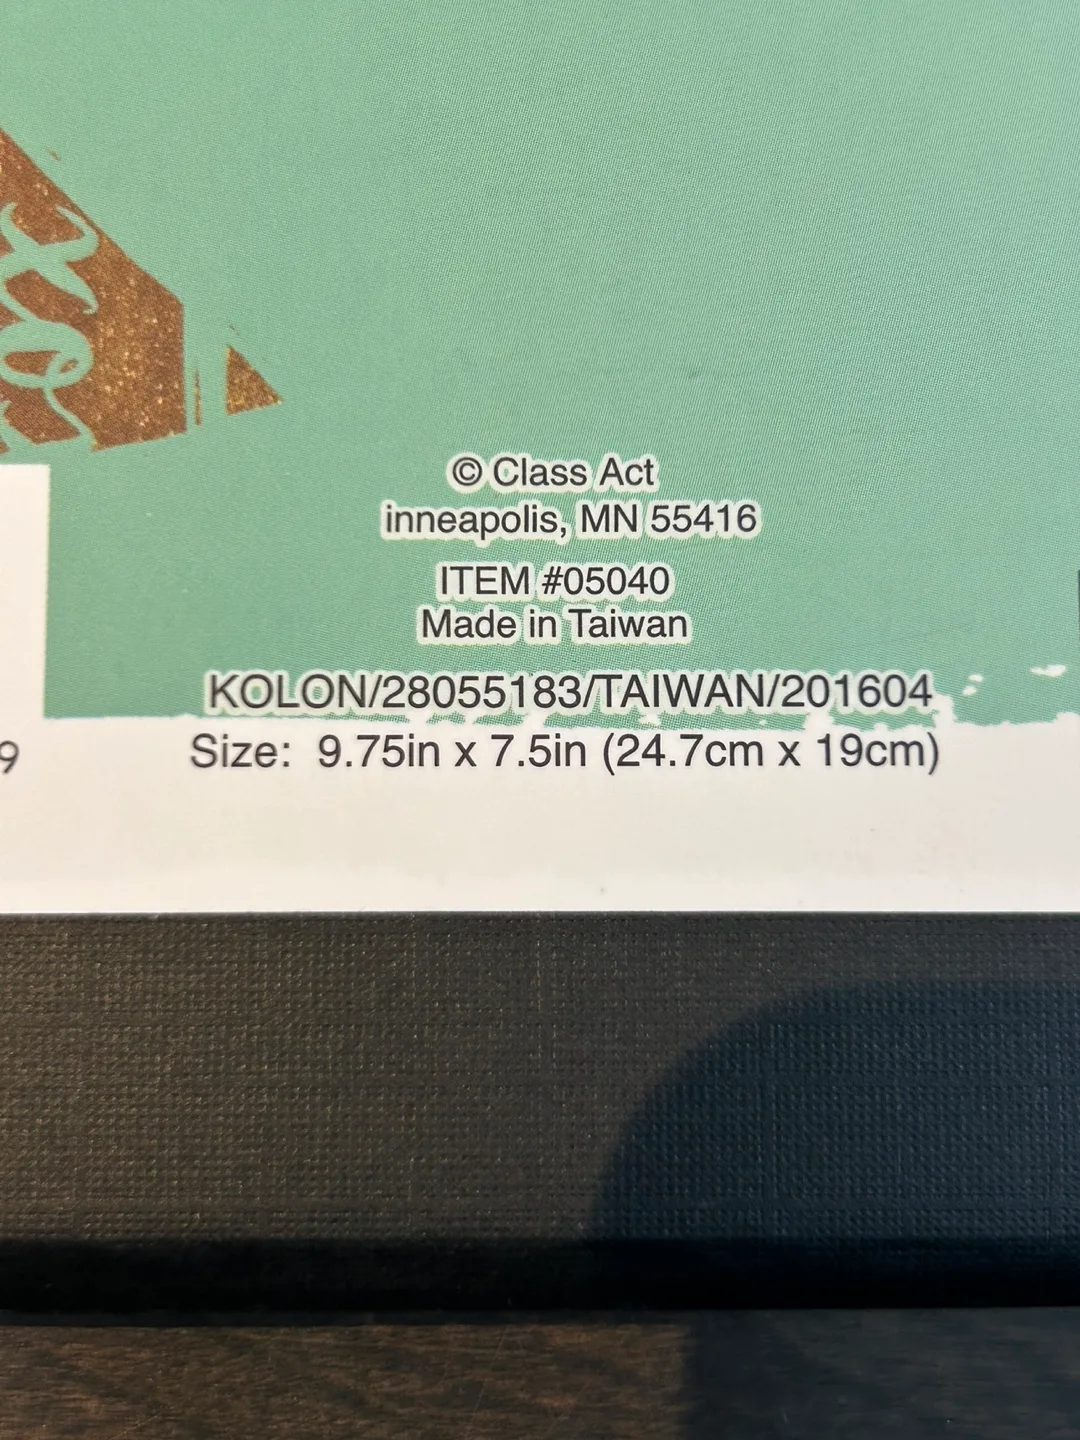 © Class Act
inneapolis, MN 55416
ITEM #05040
Made in Taiwan
KOLON/28055183/TAIWAN/201604
9
Size: 9.75in x 7.5in (24.7cm x 19cm)